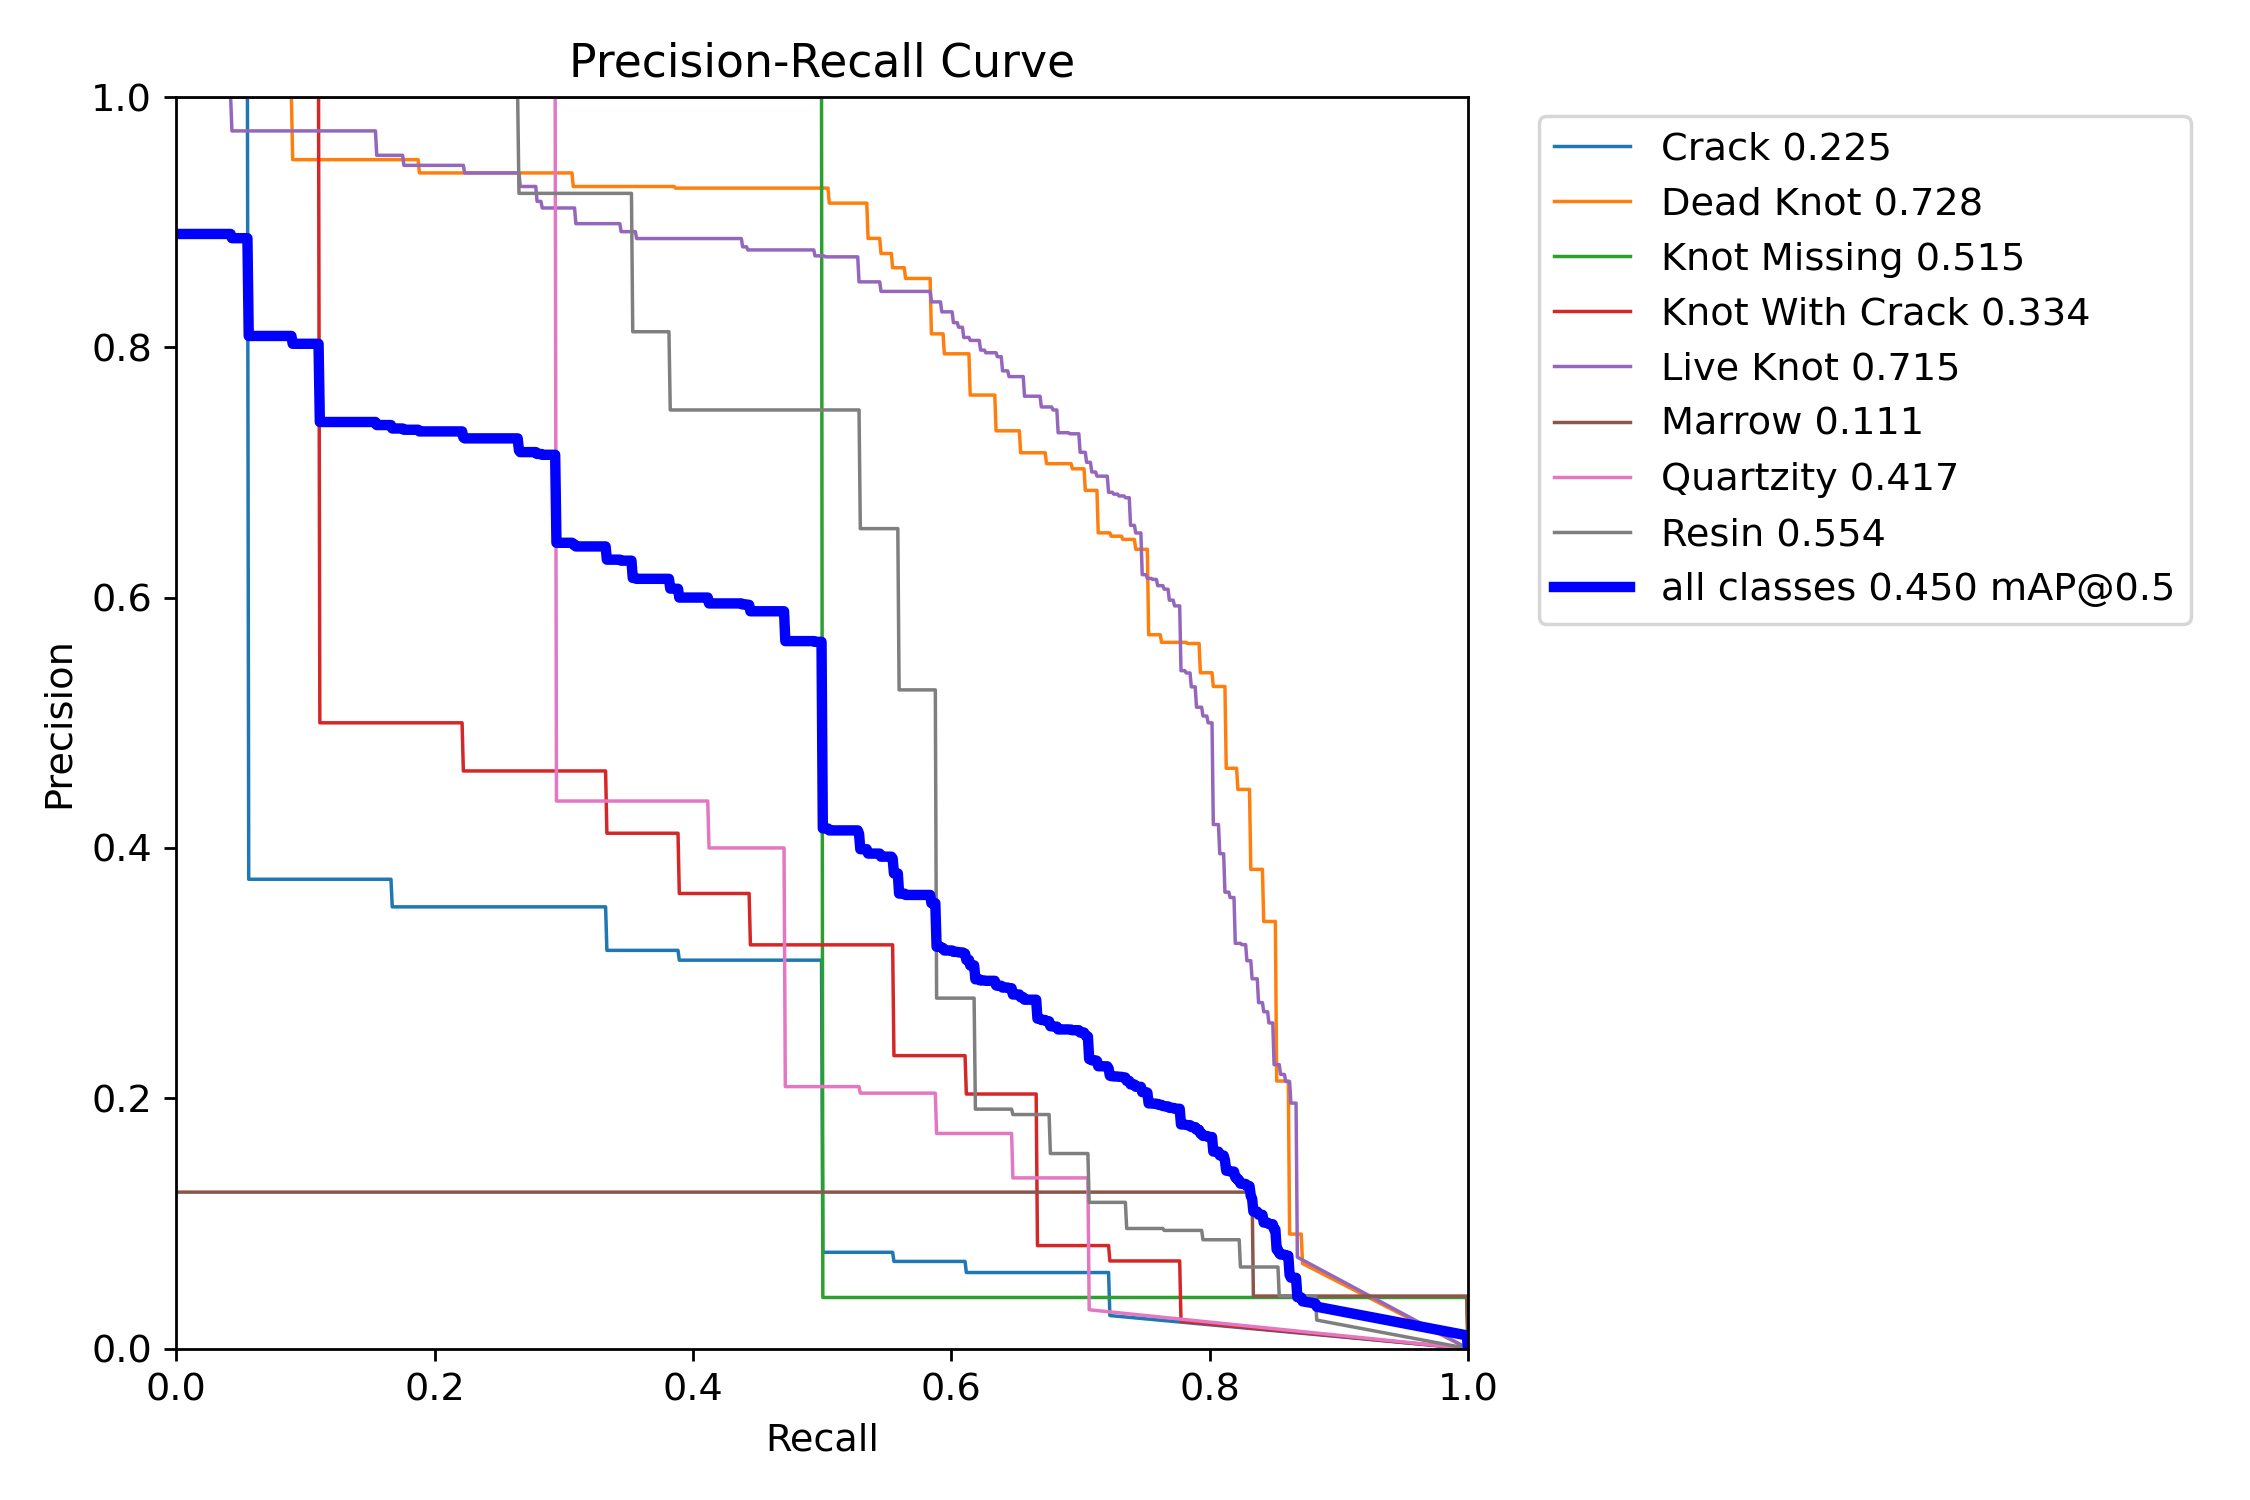 Precision-Recall Curve
1.0
0.8
0.6
0.4
0.2
0.0
Precision
0.0 0.2 0.4 0.6 0.8 1.0
Recall
Crack 0.225
Dead Knot 0.728
Knot Missing 0.515
Knot With Crack 0.334
Live Knot 0.715
Marrow 0.111
Quartzity 0.417
Resin 0.554
all classes 0.450 mAP@0.5